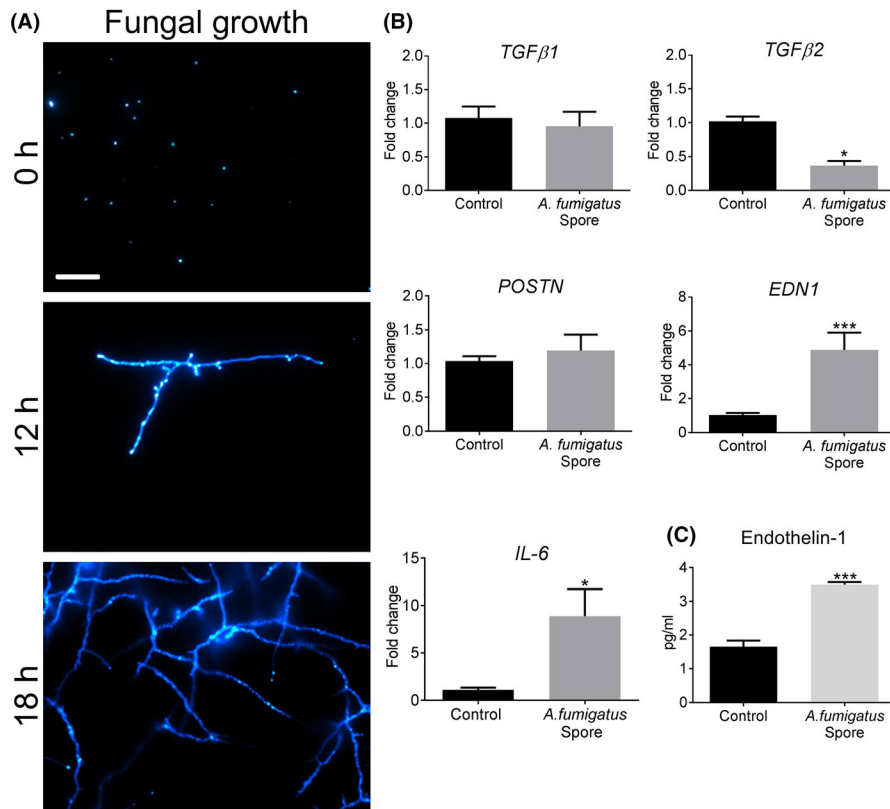 (A)
Fungal growth
0 h
12 h
18 h
(B)
TGFβ1
Fold change
2.0
1.5
1.0
0.5
0.0
Control
A. fumigatus
Spore
TGFβ2
Fold change
2.0
1.5
1.0
0.5
0.0
*
Control
A. fumigatus
Spore
POSTN
Fold change
2.0
1.5
1.0
0.5
0.0
Control
A. fumigatus
Spore
EDN1
Fold change
8
6
4
2
0
***
Control
A. fumigatus
Spore
IL-6
Fold change
15
10
5
0
*
Control
A.fumigatus
Spore
(C)
Endothelin-1
pg/ml
4
3
2
1
0
***
Control
A.fumigatus
Spore